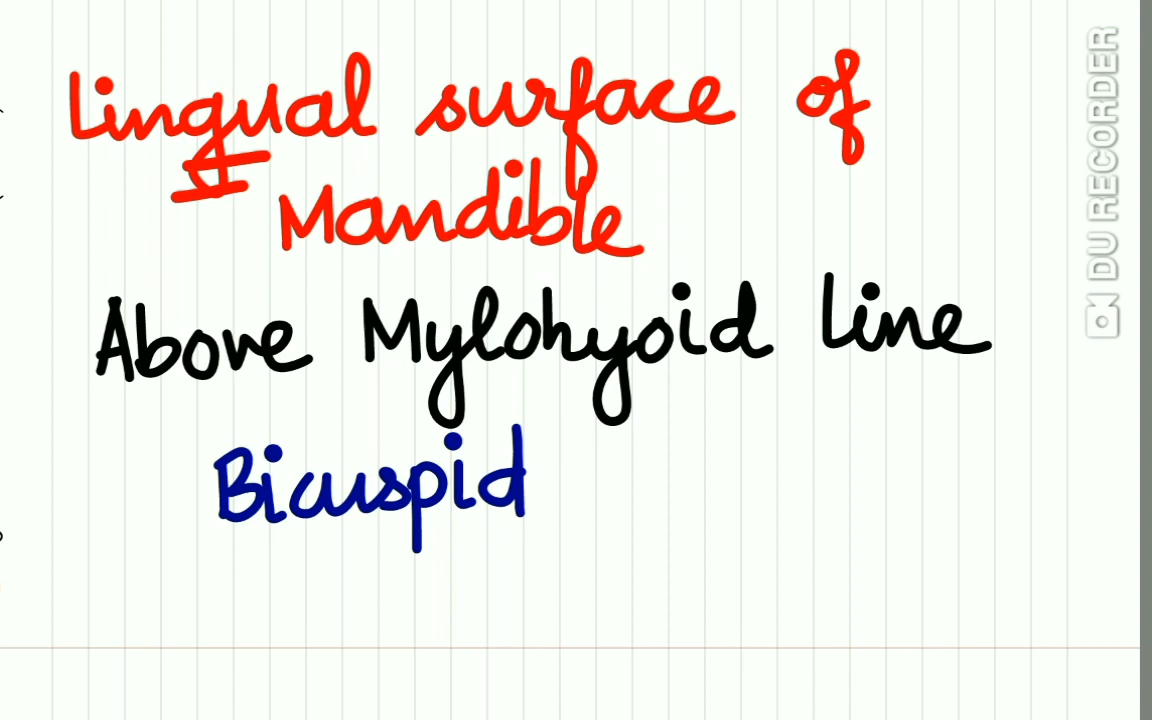 Lingual surface of
Mandible
Above Mylohyoid line
Bicuspid
DU RECORDER